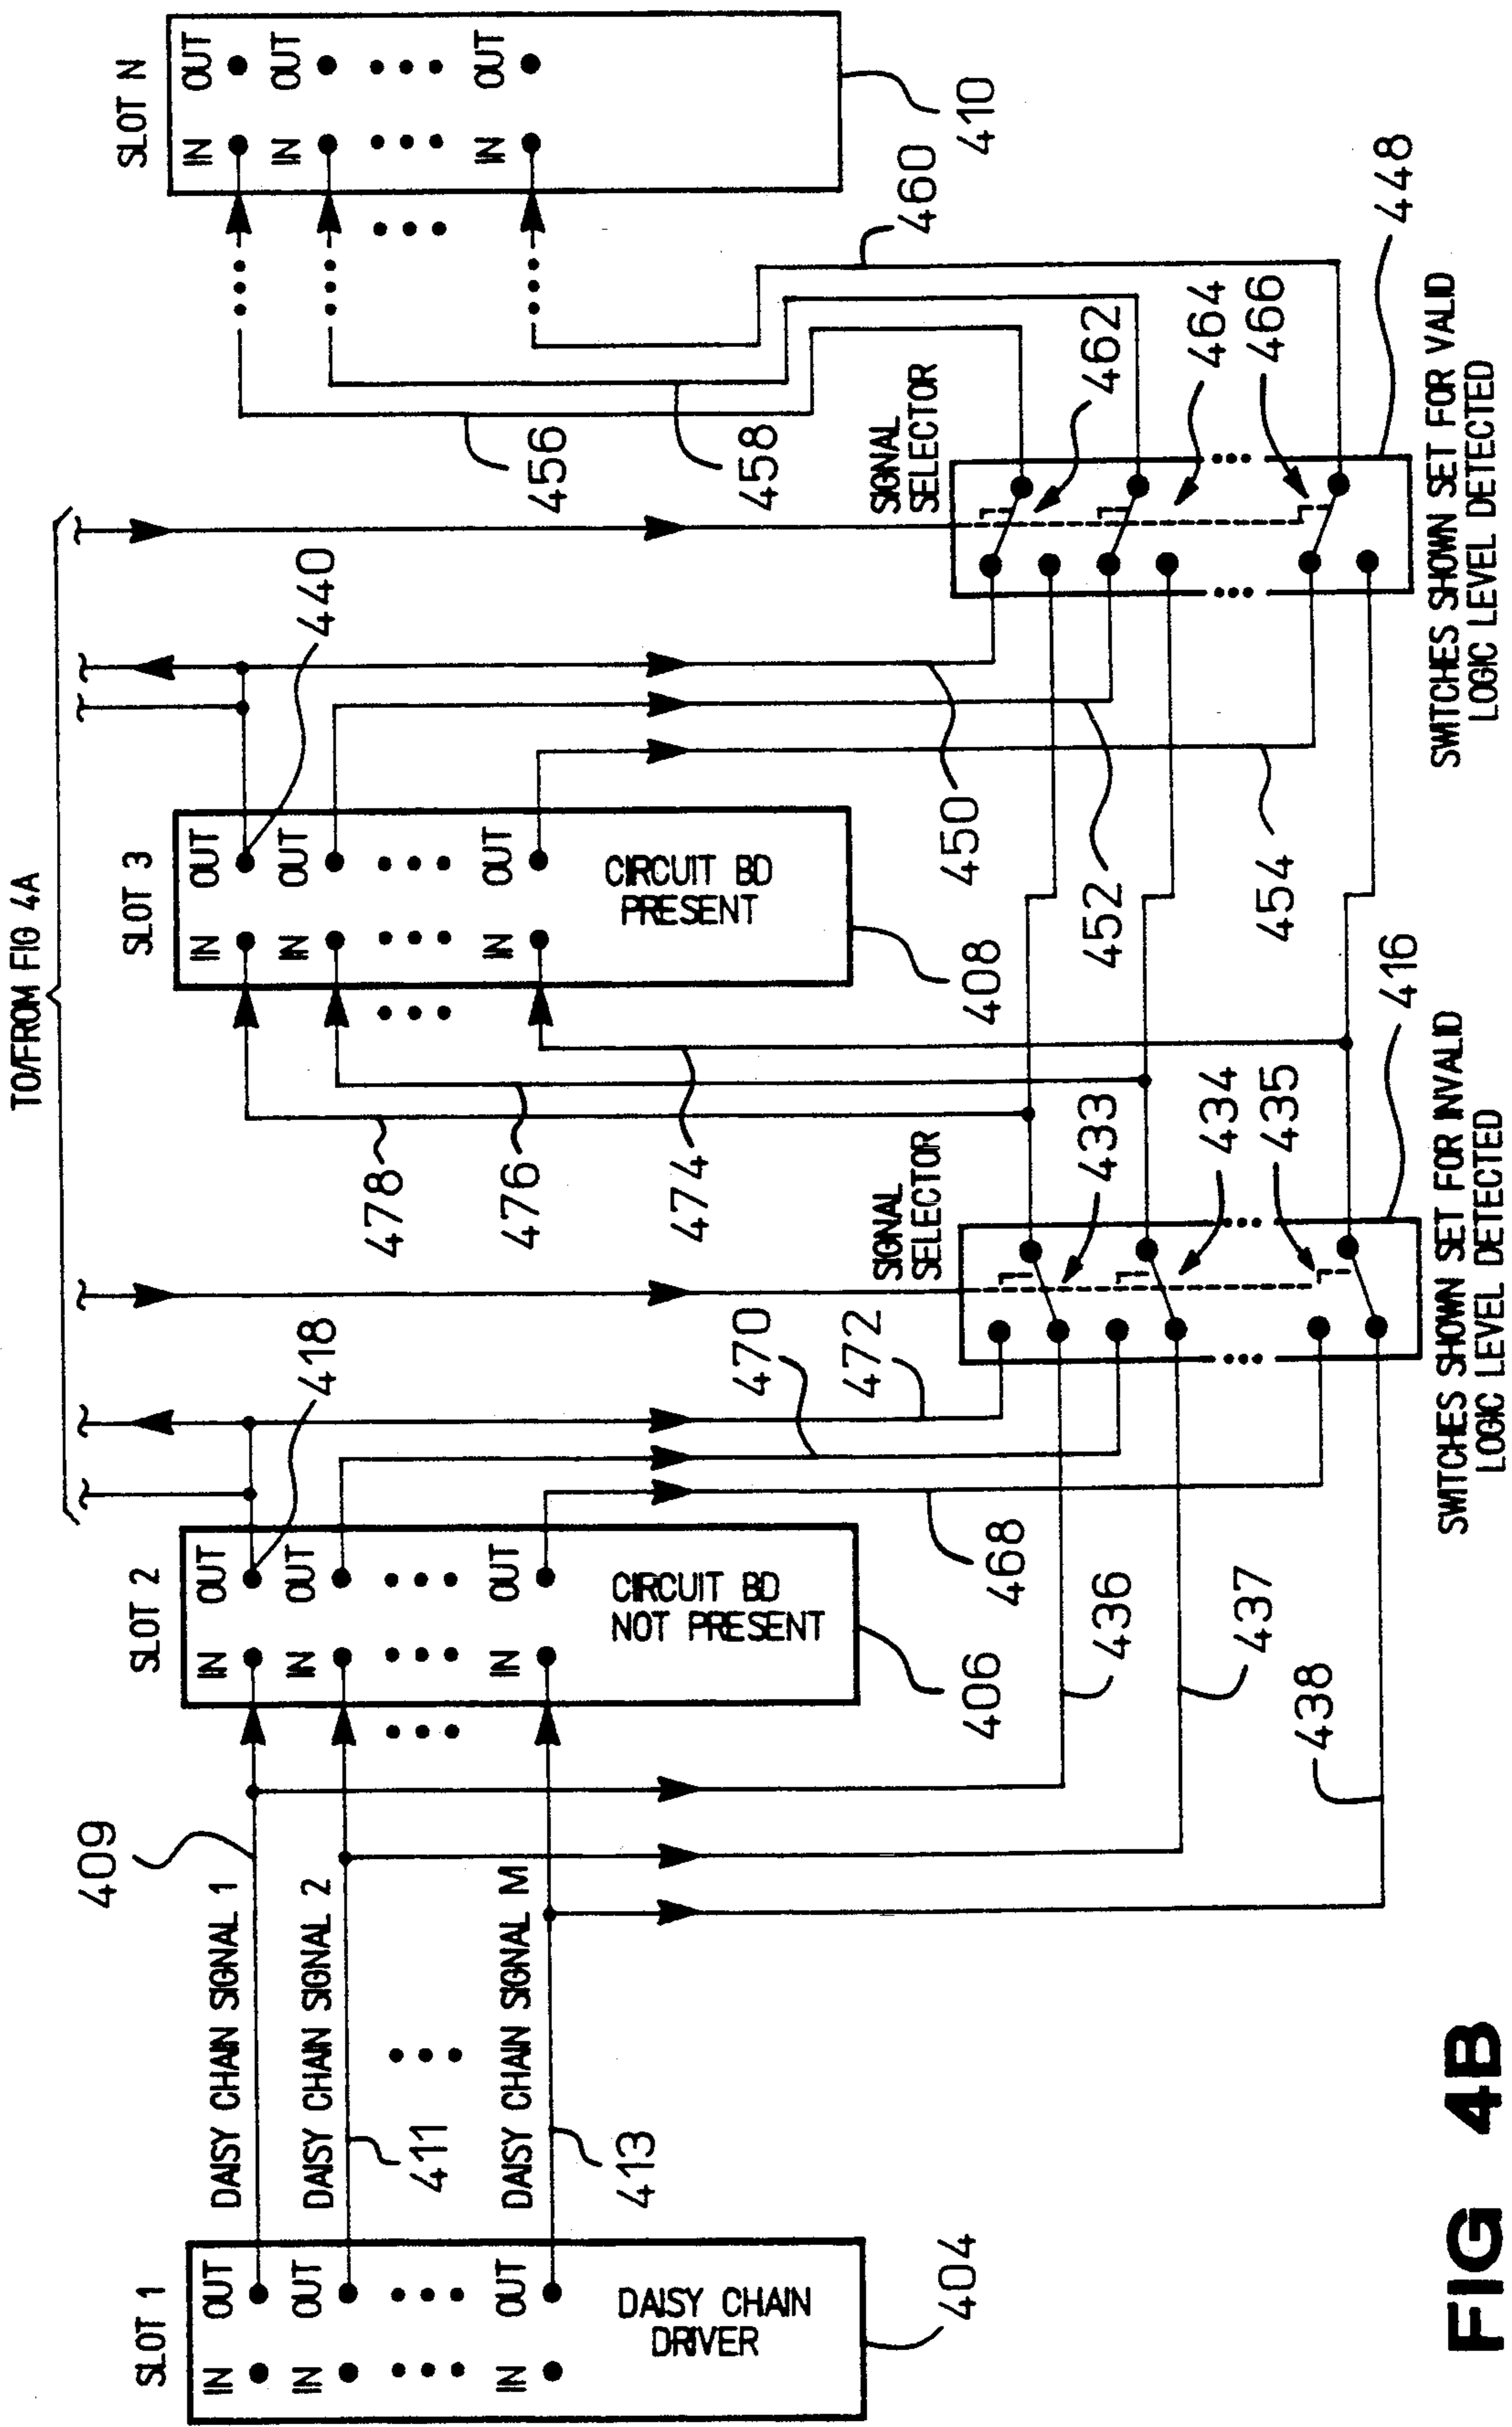 TO/FROM FIG 4A
SLOT 1
IN OUT
IN OUT
IN OUT
DAISY CHAIN
DRIVER
404
DAISY CHAIN SIGNAL 1
409
DAISY CHAIN SIGNAL 2
411
DAISY CHAIN SIGNAL M
413
SLOT 2
IN OUT
IN OUT
IN OUT
CIRCUIT BD
NOT PRESENT
406
418
468
470
472
436
437
438
SIGNAL
SELECTOR
433
434
435
416
SWITCHES SHOWN SET FOR INVALID
LOGIC LEVEL DETECTED
SLOT 3
IN OUT
IN OUT
IN OUT
CIRCUIT BD
PRESENT
408
440
478
476
474
450
452
454
SIGNAL
SELECTOR
462
464
466
448
SWITCHES SHOWN SET FOR VALID
LOGIC LEVEL DETECTED
456
458
460
SLOT N
IN OUT
IN OUT
IN OUT
410
FIG 4B